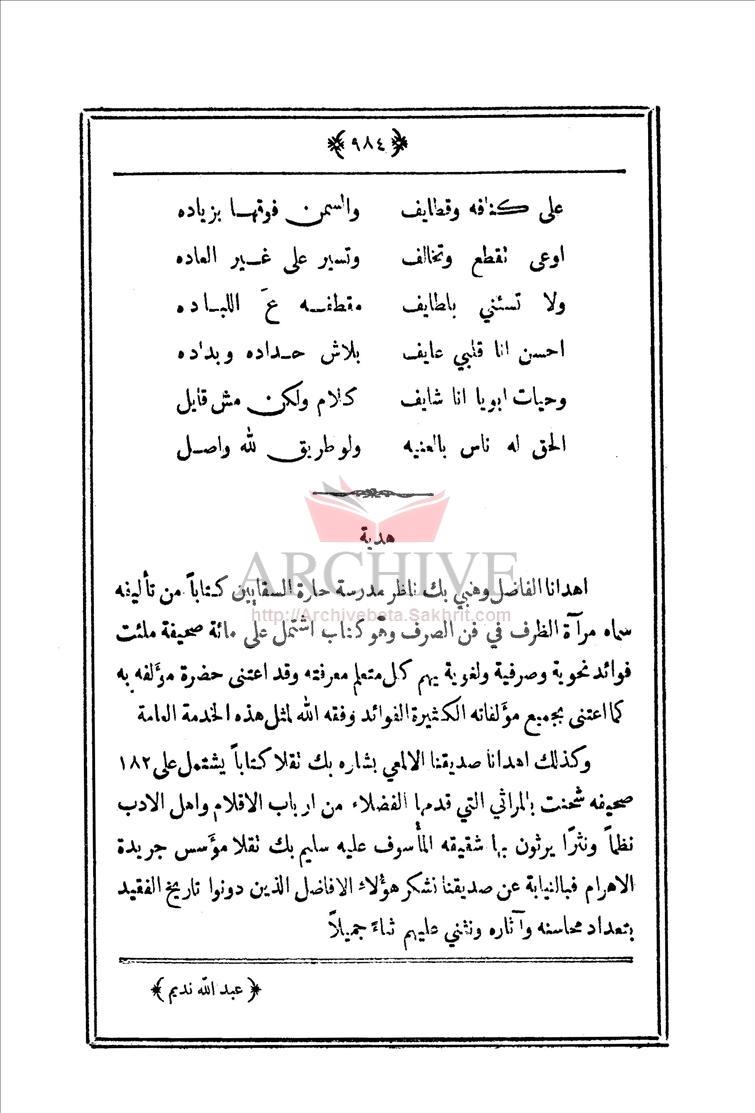 ﴿ ٩٨٤ ﴾
على كنافه وقطايف والسمن فوقها بزياده
اوعى تقطع وتخالف وتسير على غير العاده
ولا تستني بلطايف مقطفه عَ اللباده
احسن انا قلبي عايف بلاش حداده وبداده
وحيات ابويا انا شايف كلام ولكن مش قايل
الحق له ناس بالعنيه ولو طريق لله واصل
هدية
اهدانا الفاضل وهبي بك ناظر مدرسة حارة السقايين كتاباً من تأليفه
سماه مرآة الظرف في فن الصرف وهو كتاب اشتمل على مائة صحيفة ملئت
فوائد نحوية وصرفية ولغوية يهم كل متعلم معرفته وقد اعتنى حضرة مؤلفه به
كما اعتنى بجميع مؤلفاته الكثيرة الفوائد وفقه الله لمثل هذه الخدمة العامة
وكذلك اهدانا صديقنا الالمعي بشاره بك تقلا كتاباً يشتمل على ١٨٢
صحيفه شحنت بالمراثي التي قدمها الفضلاء من ارباب الاقلام واهل الادب
نظماً ونثرًا يرثون بها شقيقه المأسوف عليه سليم بك تقلا مؤسس جريدة
الاهرام فبالنيابة عن صديقنا نشكر هؤلاء الافاضل الذين دونوا تاريخ الفقيد
بتعداد محاسنه وآثاره ونثني عليهم ثناءً جميلاً
﴿ عبد الله نديم ﴾
ARCHIVE
http://Archivebeta.Sakhrit.com